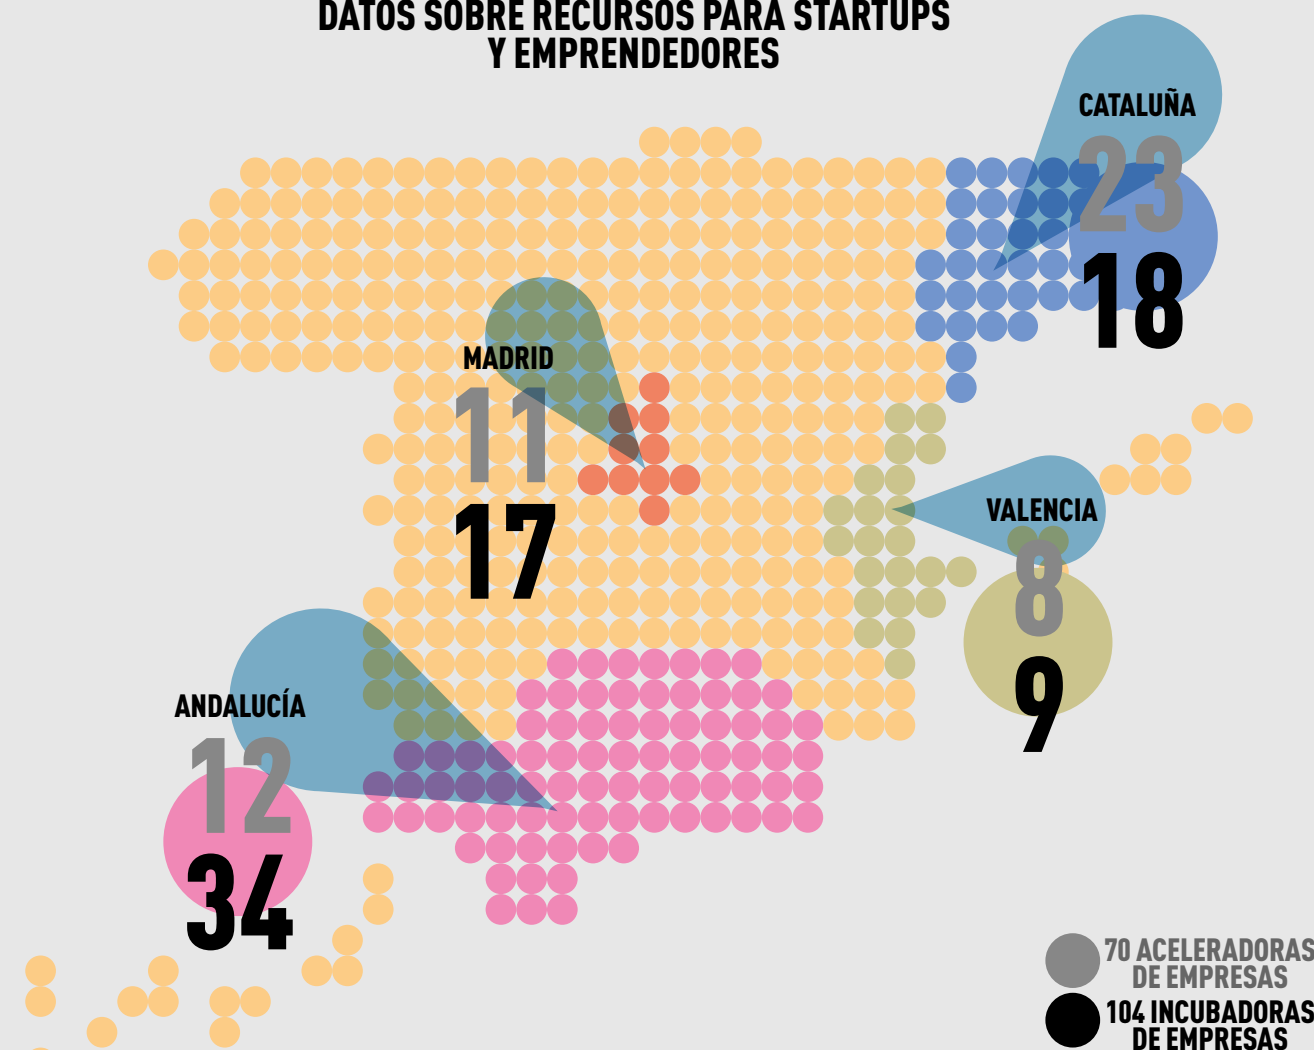 DATOS SOBRE RECURSOS PARA STARTUPS
Y EMPRENDEDORES
CATALUÑA
23
18
MADRID
11
17
VALENCIA
8
9
ANDALUCÍA
12
34
70 ACELERADORAS
DE EMPRESAS
104 INCUBADORAS
DE EMPRESAS